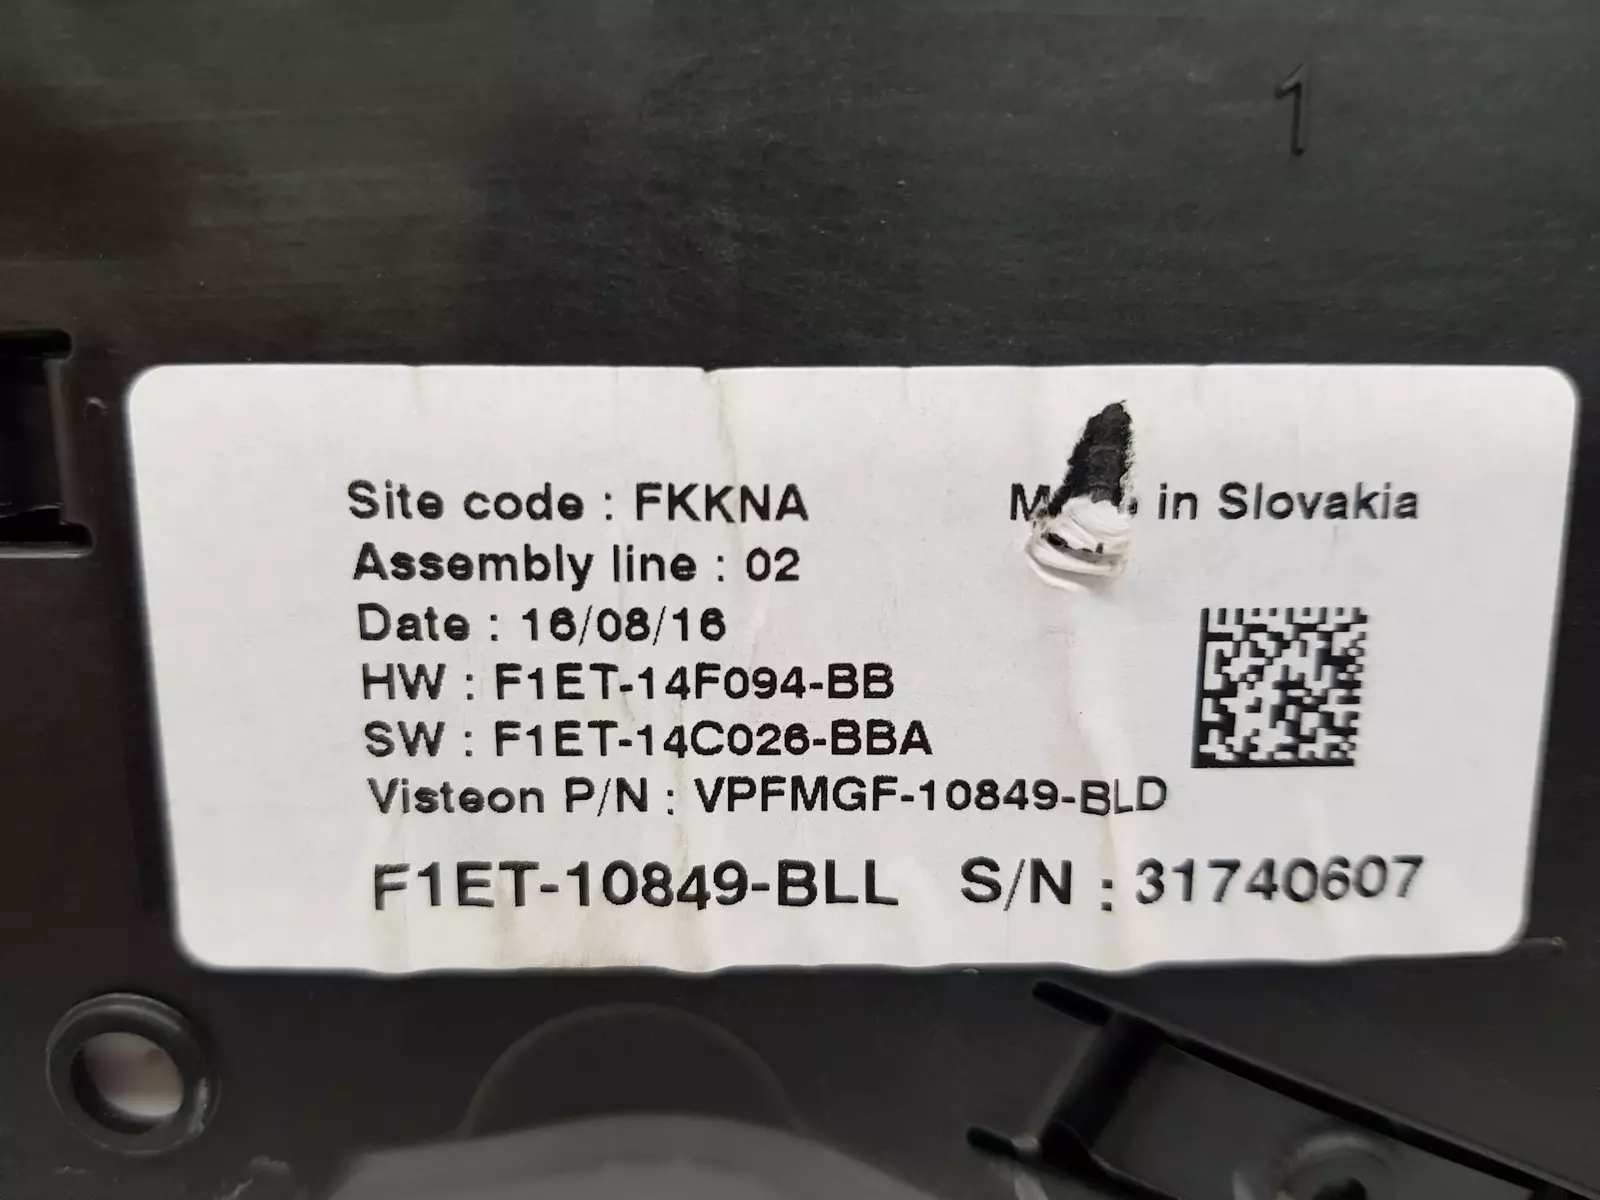 1
Site code : FKKNA
in Slovakia
Assembly line : 02
Date : 16/08/16
HW : F1ET-14F094-BB
SW : F1ET-14C026-BBA
Visteon P/N : VPFMGF-10849-BLD
F1ET-10849-BLL S/N : 31740607